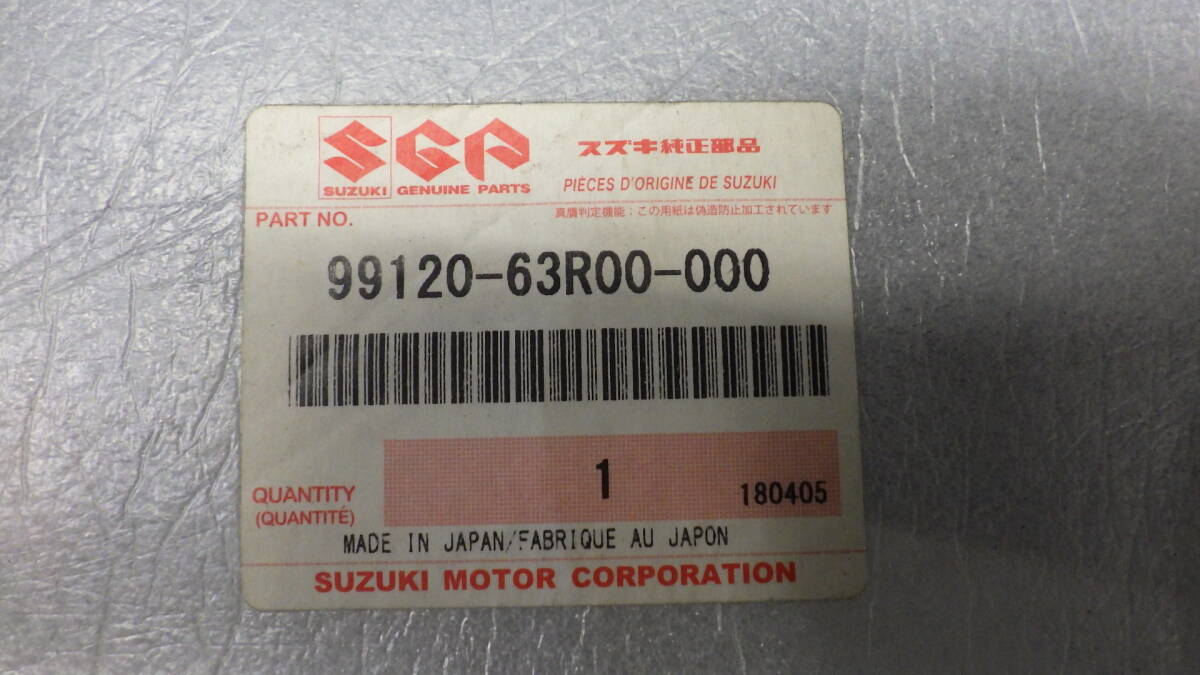 SGP スズキ純正部品
SUZUKI GENUINE PARTS PIÈCES D'ORIGINE DE SUZUKI
PART NO. 真贋判定機能：この用紙は偽造防止加工されています
99120-63R00-000
1
QUANTITY 180405
(QUANTITÉ)
MADE IN JAPAN/FABRIQUE AU JAPON
SUZUKI MOTOR CORPORATION